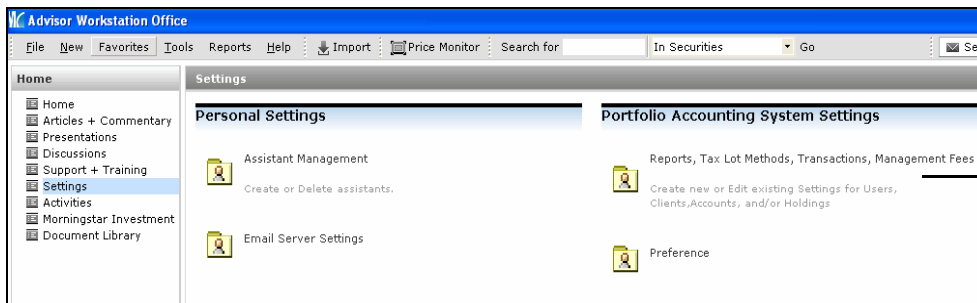 Advisor Workstation Office
File New Favorites Tools Reports Help Import Price Monitor Search for In Securities Go
Home
Settings
Home
Articles + Commentary
Presentations
Discussions
Support + Training
Settings
Activities
Morningstar Investment
Document Library
Personal Settings
Assistant Management
Create or Delete assistants.
Email Server Settings
Portfolio Accounting System Settings
Reports, Tax Lot Methods, Transactions, Management Fees
Create new or Edit existing Settings for Users,
Clients,Accounts, and/or Holdings
Preference